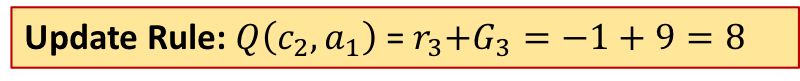 Update Rule: Q(c₂, a₁) = r₃+G₃ = −1 + 9 = 8